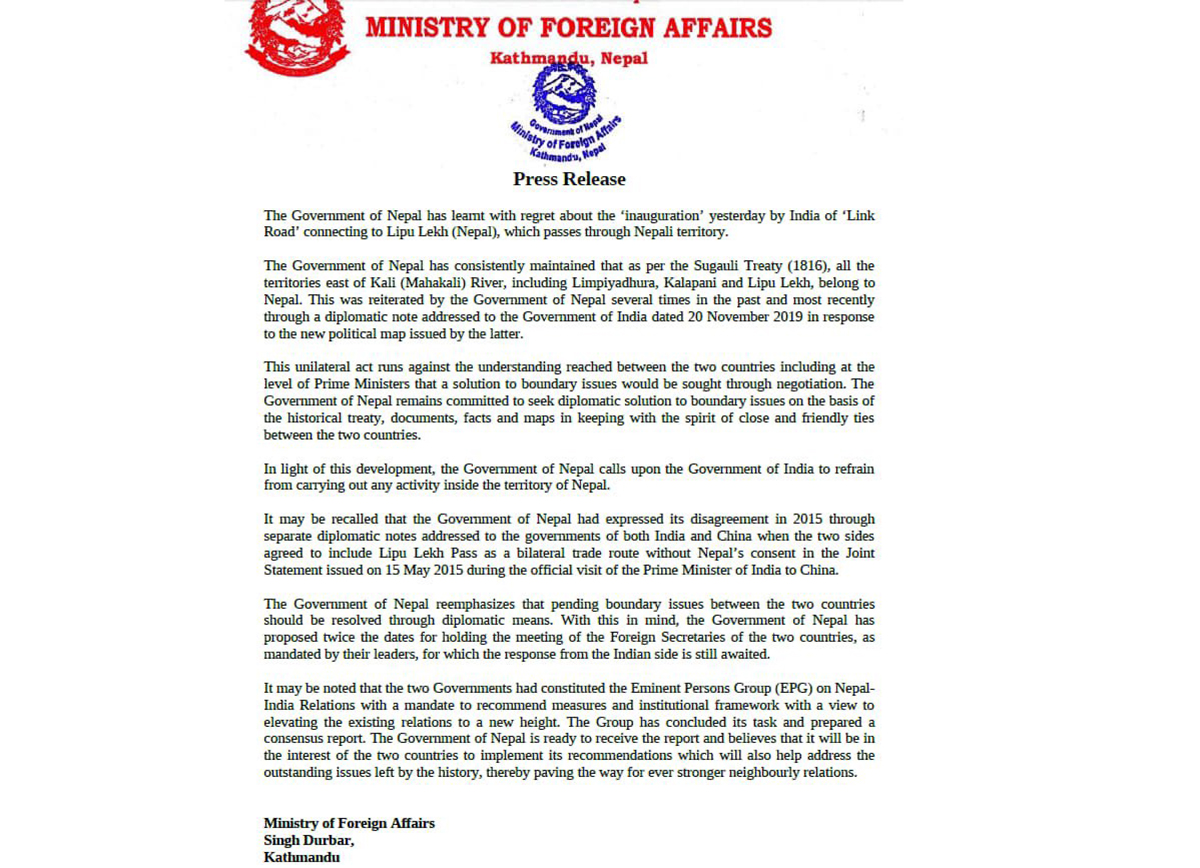 MINISTRY OF FOREIGN AFFAIRS
Kathmandu, Nepal
Government of Nepal
Ministry of Foreign Affairs
Kathmandu, Nepal
Press Release
The Government of Nepal has learnt with regret about the ‘inauguration’ yesterday by India of ‘Link
Road’ connecting to Lipu Lekh (Nepal), which passes through Nepali territory.
The Government of Nepal has consistently maintained that as per the Sugauli Treaty (1816), all the
territories east of Kali (Mahakali) River, including Limpiyadhura, Kalapani and Lipu Lekh, belong to
Nepal. This was reiterated by the Government of Nepal several times in the past and most recently
through a diplomatic note addressed to the Government of India dated 20 November 2019 in response
to the new political map issued by the latter.
This unilateral act runs against the understanding reached between the two countries including at the
level of Prime Ministers that a solution to boundary issues would be sought through negotiation. The
Government of Nepal remains committed to seek diplomatic solution to boundary issues on the basis of
the historical treaty, documents, facts and maps in keeping with the spirit of close and friendly ties
between the two countries.
In light of this development, the Government of Nepal calls upon the Government of India to refrain
from carrying out any activity inside the territory of Nepal.
It may be recalled that the Government of Nepal had expressed its disagreement in 2015 through
separate diplomatic notes addressed to the governments of both India and China when the two sides
agreed to include Lipu Lekh Pass as a bilateral trade route without Nepal’s consent in the Joint
Statement issued on 15 May 2015 during the official visit of the Prime Minister of India to China.
The Government of Nepal reemphasizes that pending boundary issues between the two countries
should be resolved through diplomatic means. With this in mind, the Government of Nepal has
proposed twice the dates for holding the meeting of the Foreign Secretaries of the two countries, as
mandated by their leaders, for which the response from the Indian side is still awaited.
It may be noted that the two Governments had constituted the Eminent Persons Group (EPG) on Nepal-
India Relations with a mandate to recommend measures and institutional framework with a view to
elevating the existing relations to a new height. The Group has concluded its task and prepared a
consensus report. The Government of Nepal is ready to receive the report and believes that it will be in
the interest of the two countries to implement its recommendations which will also help address the
outstanding issues left by the history, thereby paving the way for ever stronger neighbourly relations.
Ministry of Foreign Affairs
Singh Durbar,
Kathmandu